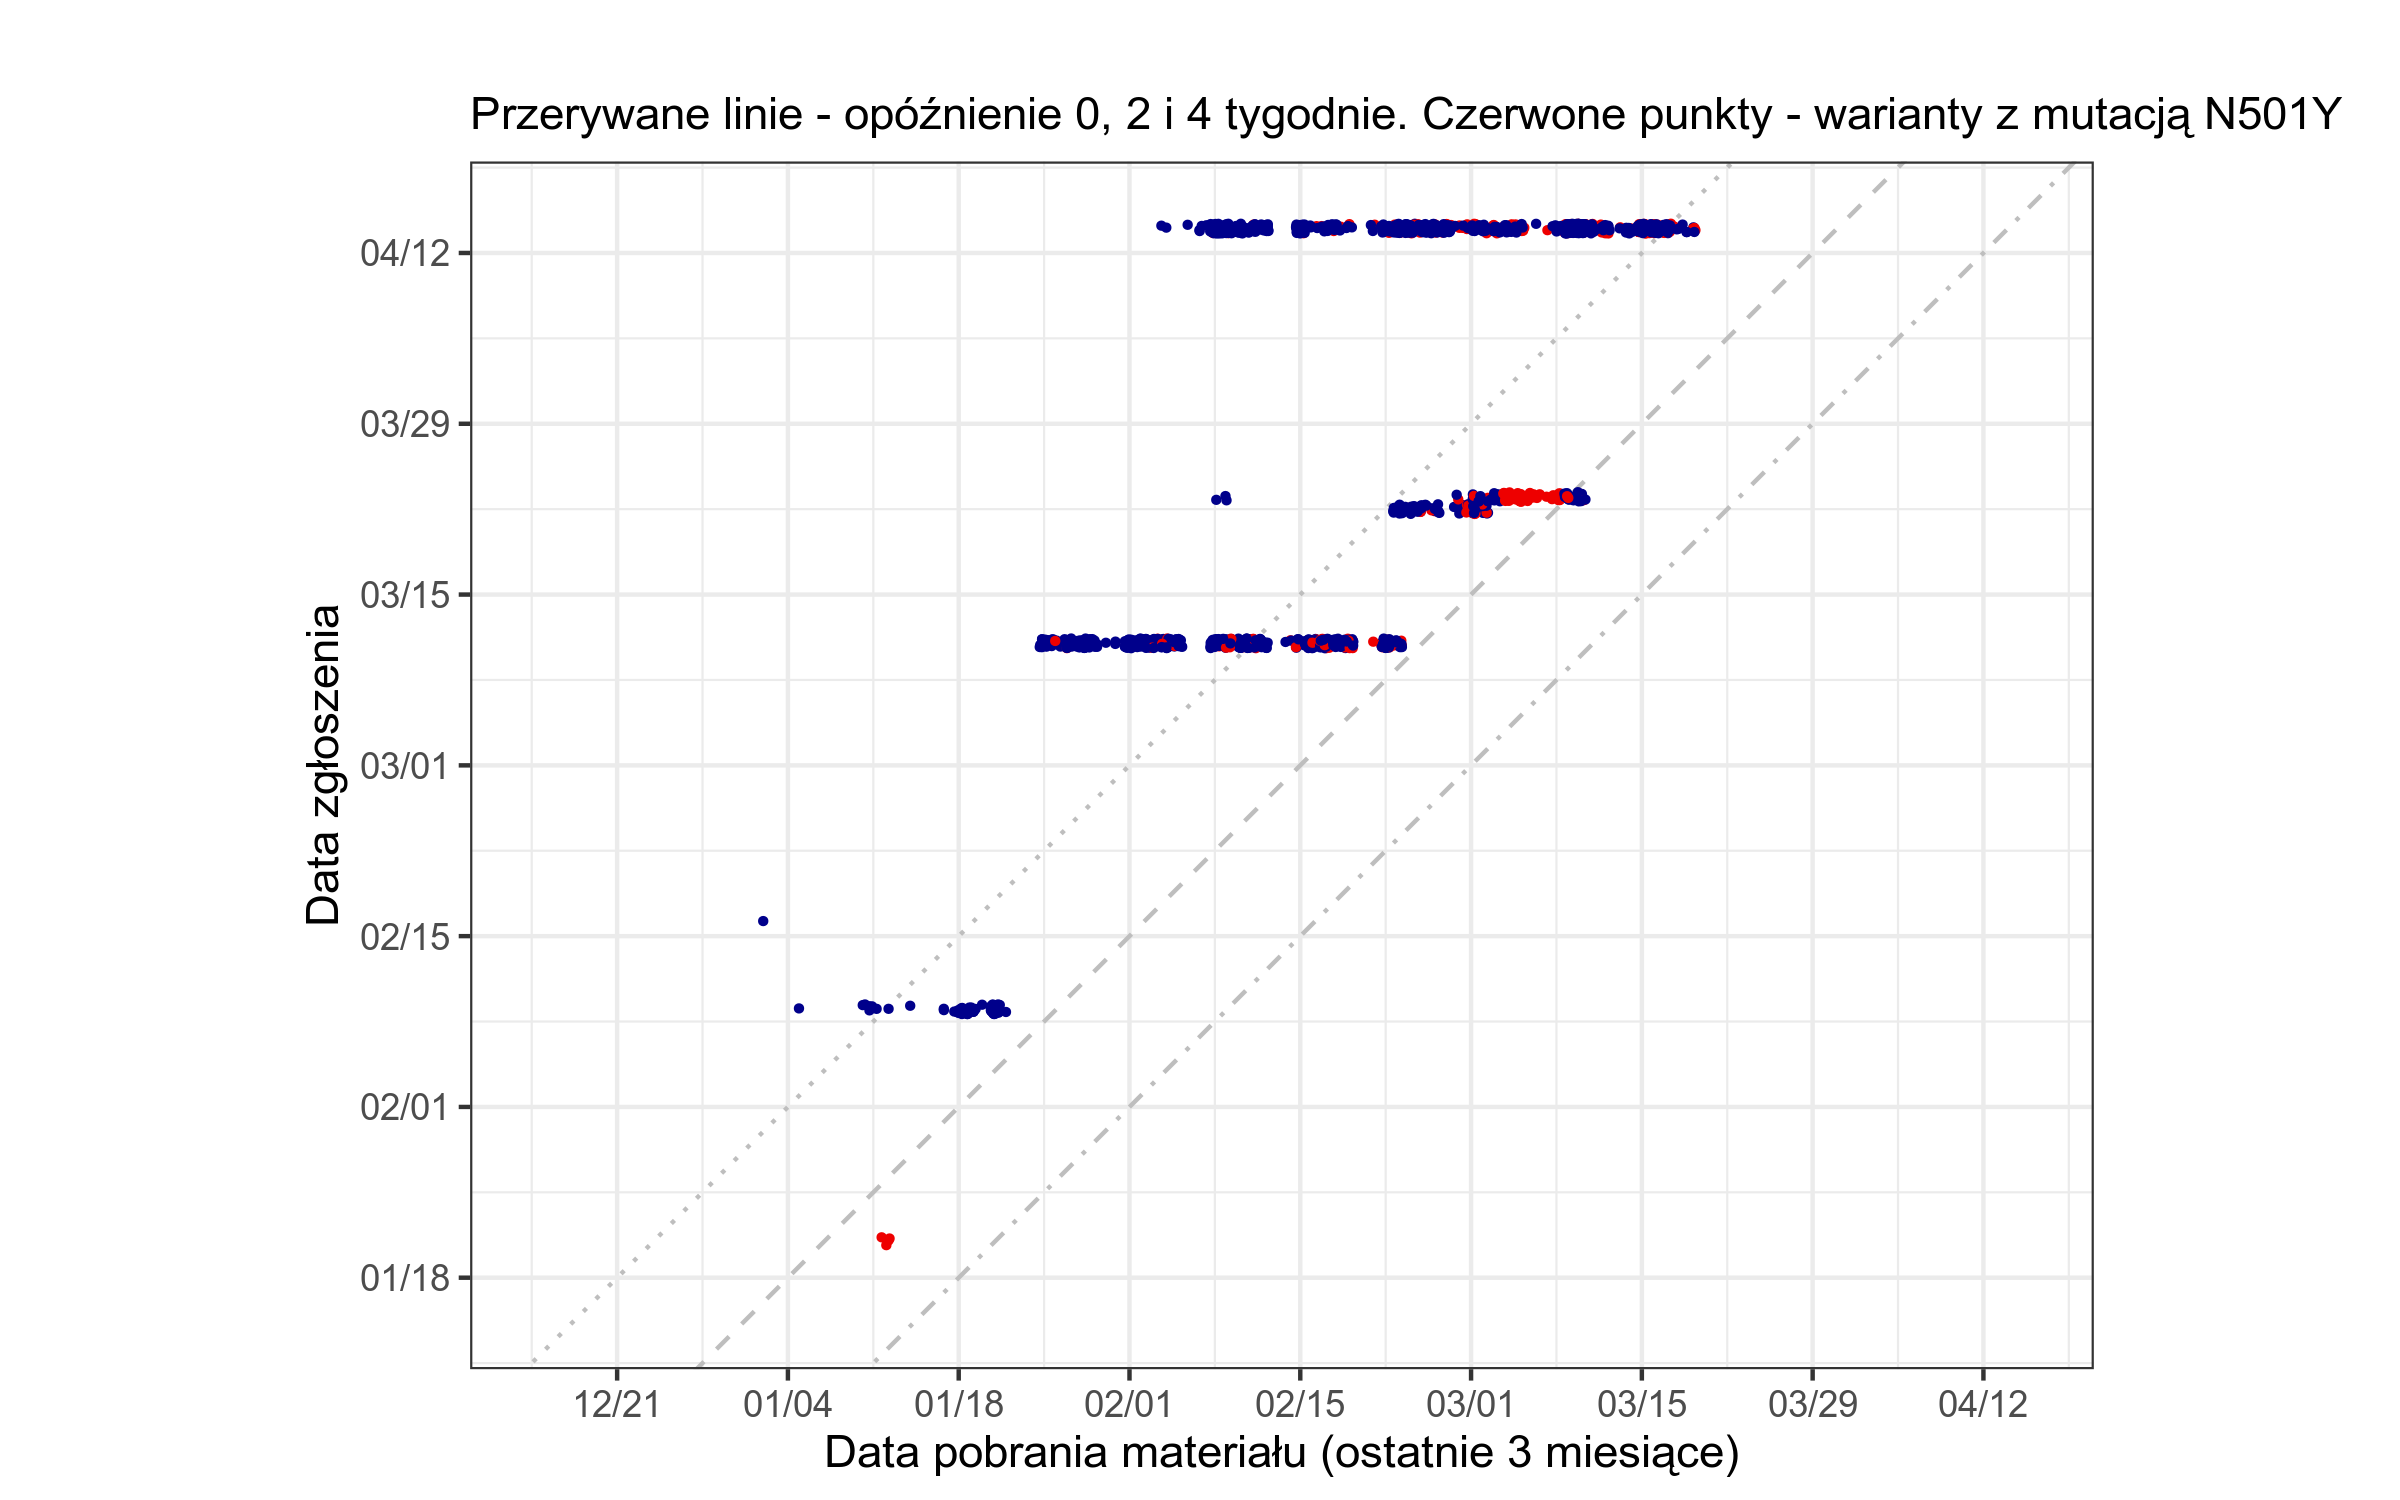 Przerywane linie - opóźnienie 0, 2 i 4 tygodnie. Czerwone punkty - warianty z mutacją N501Y
Data zgłoszenia
04/12
03/29
03/15
03/01
02/15
02/01
01/18
12/21 01/04 01/18 02/01 02/15 03/01 03/15 03/29 04/12
Data pobrania materiału (ostatnie 3 miesiące)